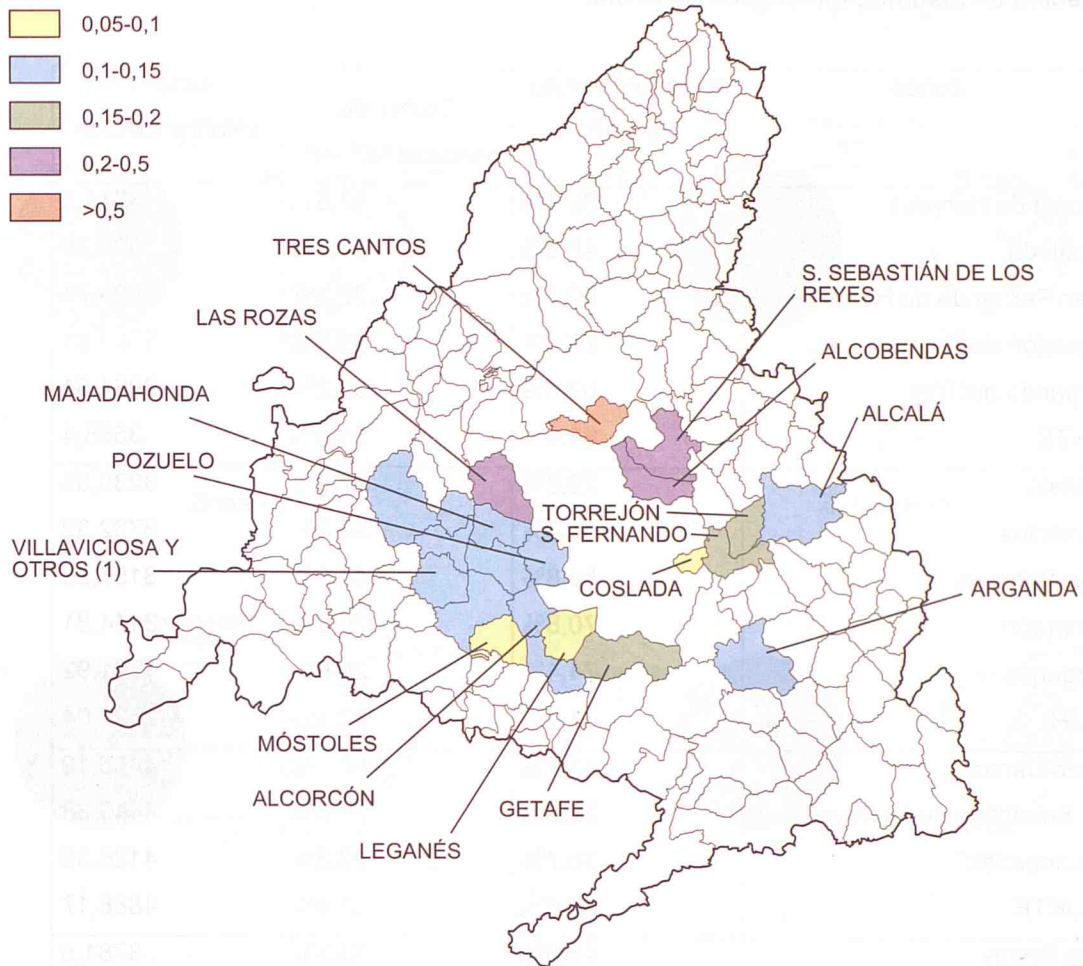 0,05-0,1
0,1-0,15
0,15-0,2
0,2-0,5
>0,5
TRES CANTOS
LAS ROZAS
MAJADAHONDA
POZUELO
VILLAVICIOSA Y
OTROS (1)
S. SEBASTIÁN DE LOS
REYES
ALCOBENDAS
ALCALÁ
TORREJÓN
S. FERNANDO
COSLADA
ARGANDA
MÓSTOLES
ALCORCÓN
GETAFE
LEGANÉS